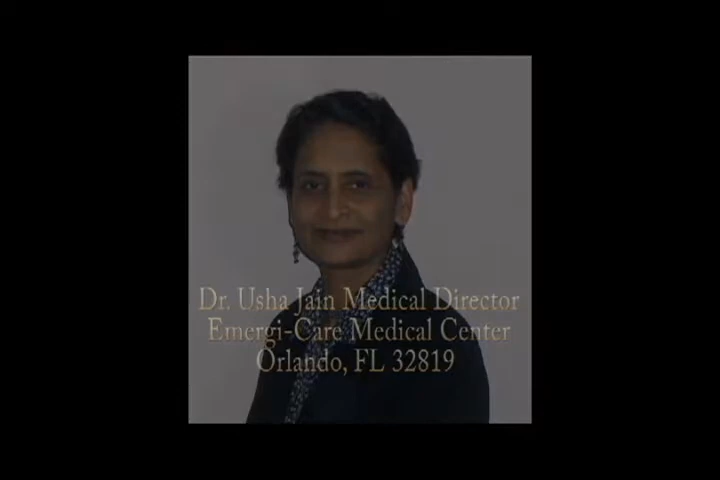 Dr. Usha Jain Medical Director
Emergi-Care Medical Center
Orlando, FL 32819